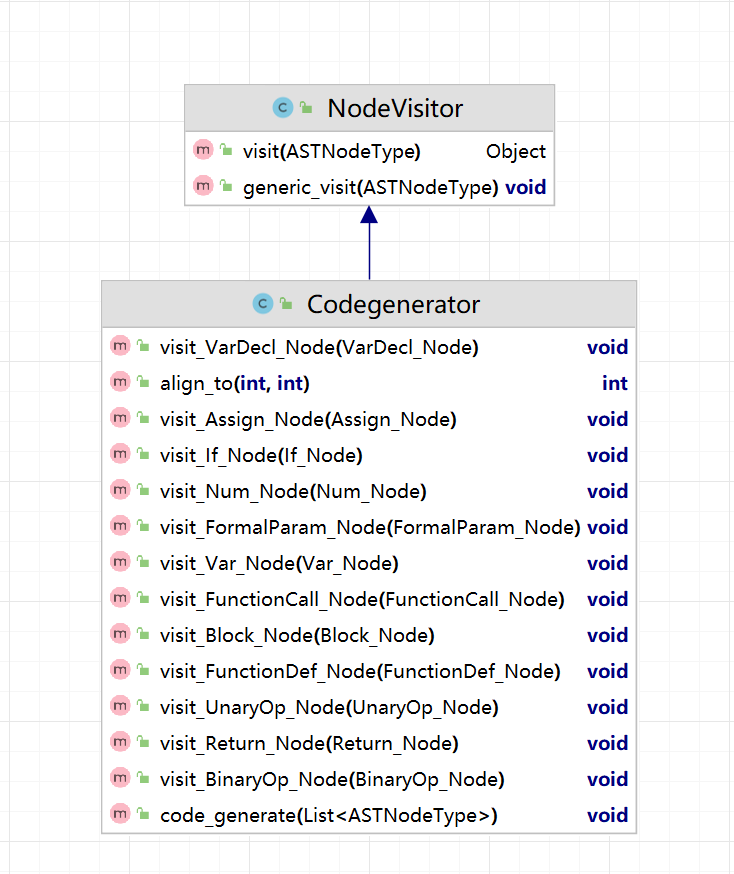 C NodeVisitor
m visit(ASTNodeType) Object
m generic_visit(ASTNodeType) void
C Codegenerator
m visit_VarDecl_Node(VarDecl_Node) void
m align_to(int, int) int
m visit_Assign_Node(Assign_Node) void
m visit_If_Node(If_Node) void
m visit_Num_Node(Num_Node) void
m visit_FormalParam_Node(FormalParam_Node) void
m visit_Var_Node(Var_Node) void
m visit_FunctionCall_Node(FunctionCall_Node) void
m visit_Block_Node(Block_Node) void
m visit_FunctionDef_Node(FunctionDef_Node) void
m visit_UnaryOp_Node(UnaryOp_Node) void
m visit_Return_Node(Return_Node) void
m visit_BinaryOp_Node(BinaryOp_Node) void
m code_generate(List<ASTNodeType>) void